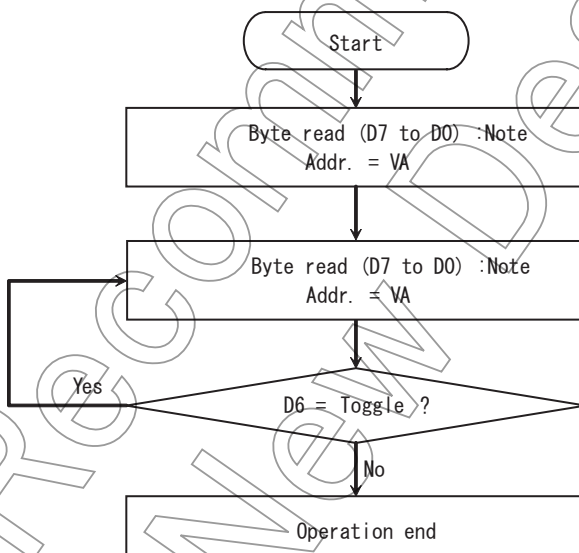 Start
Byte read (D7 to D0) :Note
Addr. = VA
Byte read (D7 to D0) :Note
Addr. = VA
Yes
D6 = Toggle ?
No
Operation end